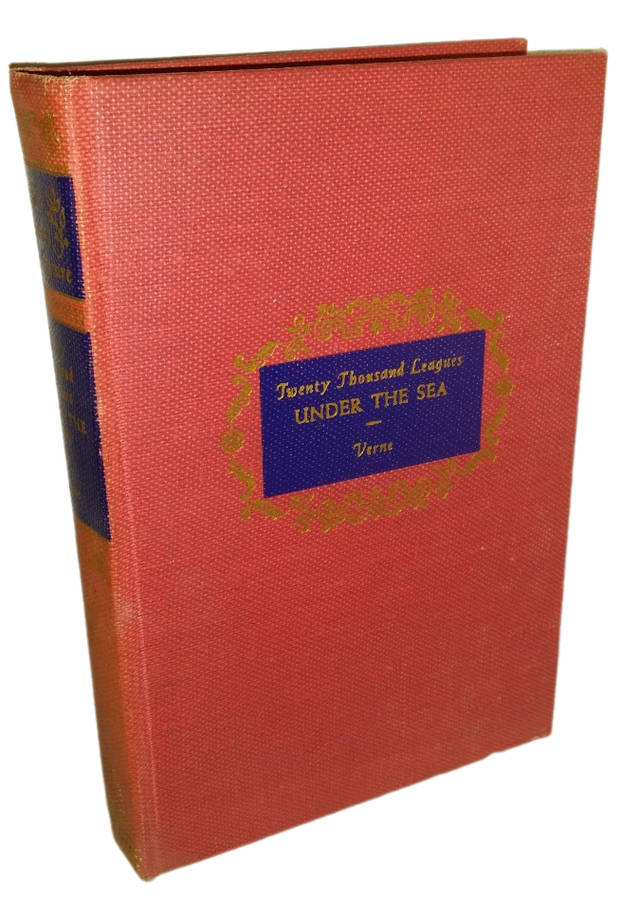 Twenty Thousand Leagues
UNDER THE SEA
Verne